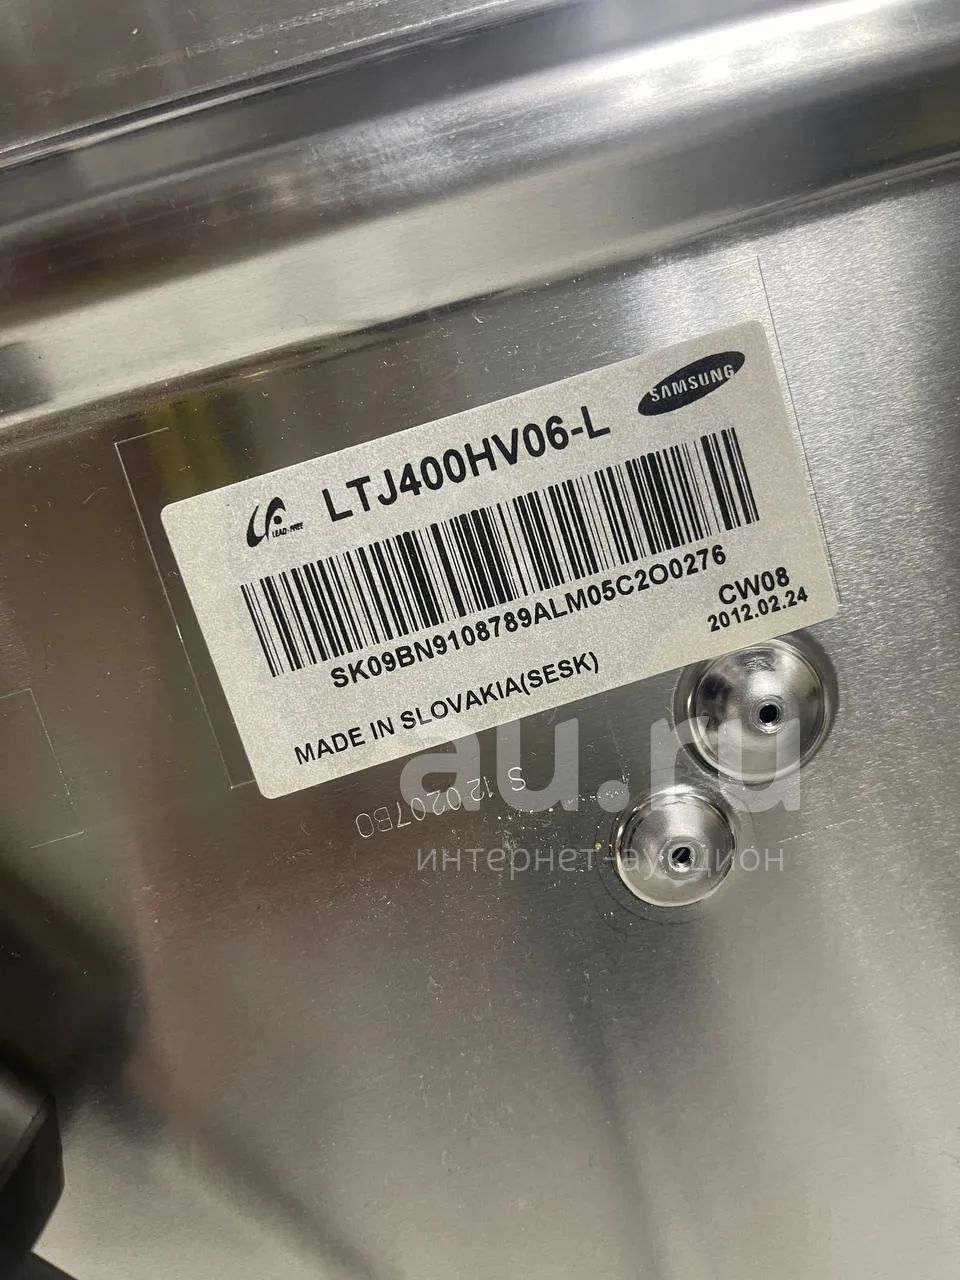 SAMSUNG
LEAD-FREE
LTJ400HV06-L
SK09BN9108789ALM05C2O0276
CW08
2012.02.24
MADE IN SLOVAKIA(SESK)
S 120207B0
au.ru
интернет-аукцион